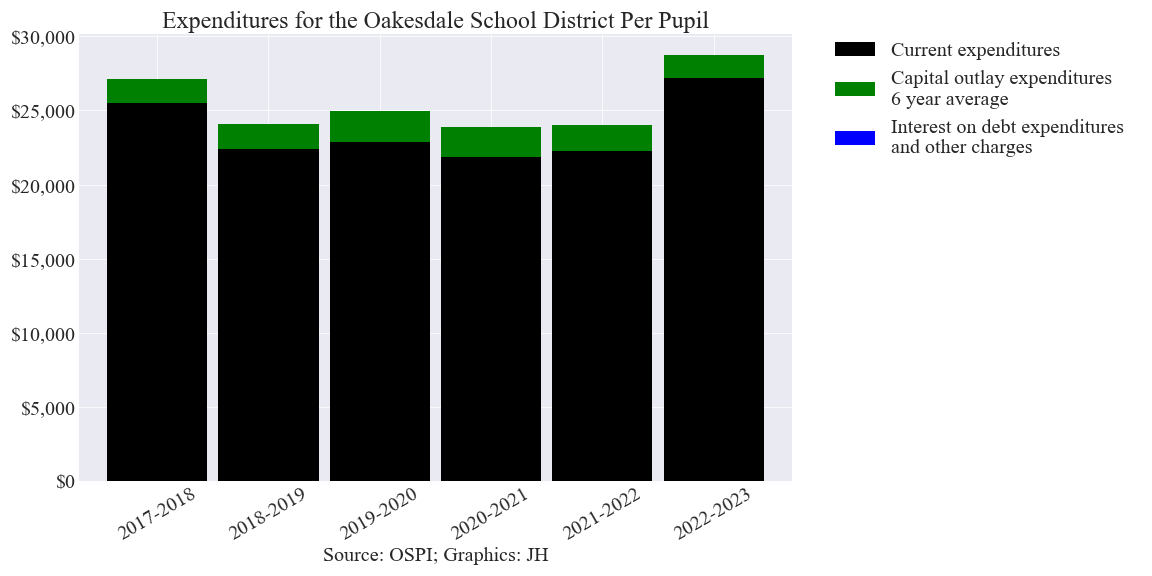 Expenditures for the Oakesdale School District Per Pupil
$30,000
$25,000
$20,000
$15,000
$10,000
$5,000
$0
2017-2018
2018-2019
2019-2020
2020-2021
2021-2022
2022-2023
Source: OSPI; Graphics: JH
Current expenditures
Capital outlay expenditures
6 year average
Interest on debt expenditures
and other charges